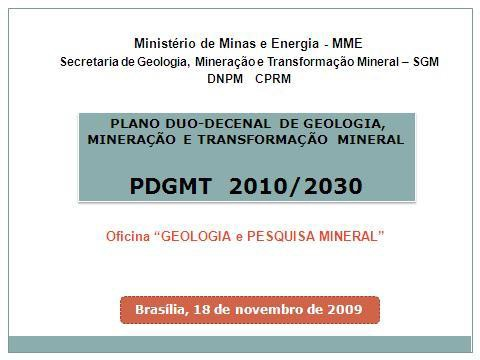 Ministério de Minas e Energia - MME
Secretaria de Geologia, Mineração e Transformação Mineral – SGM
DNPM CPRM
PLANO DUO-DECENAL DE GEOLOGIA,
MINERAÇÃO E TRANSFORMAÇÃO MINERAL
PDGMT 2010/2030
Oficina “GEOLOGIA e PESQUISA MINERAL”
Brasília, 18 de novembro de 2009